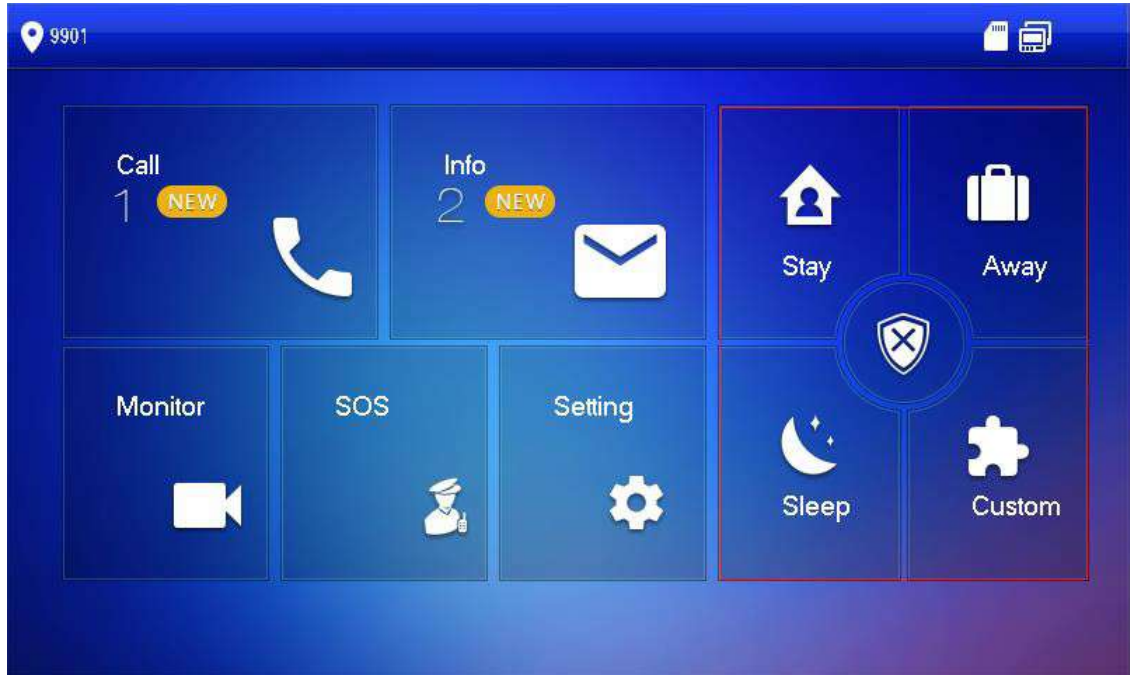 9901
Call
1 NEW
Info
2 NEW
Stay
Away
Monitor
SOS
Setting
Sleep
Custom